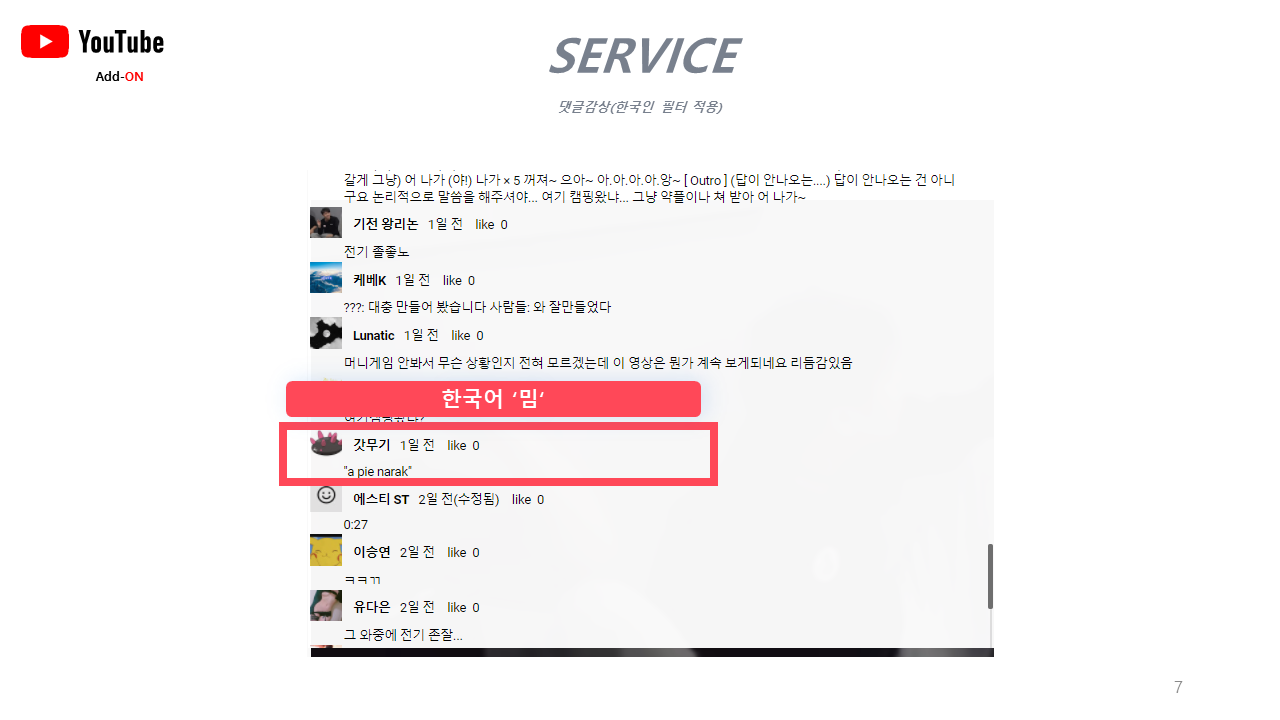 YouTube
Add-ON
SERVICE
댓글감상(한국인 필터 적용)
갈게 그냥) 어 나가 (야!) 나가 × 5 꺼져~ 으아~ 아.아.아.아.앙~ [ Outro ] (답이 안나오는....) 답이 안나오는 건 아니
구요 논리적으로 말씀을 해주셔야... 여기 캠핑왔냐... 그냥 악플이나 쳐 받아 어 나가~
기전 왕리논 1일 전 like 0
전기 졸좋노
케베K 1일 전 like 0
???: 대충 만들어 봤습니다 사람들: 와 잘만들었다
Lunatic 1일 전 like 0
머니게임 안봐서 무슨 상황인지 전혀 모르겠는데 이 영상은 뭔가 계속 보게되네요 리듬감있음
한국어 ‘밈‘
갓무기 1일 전 like 0
"a pie narak"
에스티 ST 2일 전(수정됨) like 0
0:27
이승연 2일 전 like 0
ㅋㅋㄲ
유다은 2일 전 like 0
그 와중에 전기 존잘...
7